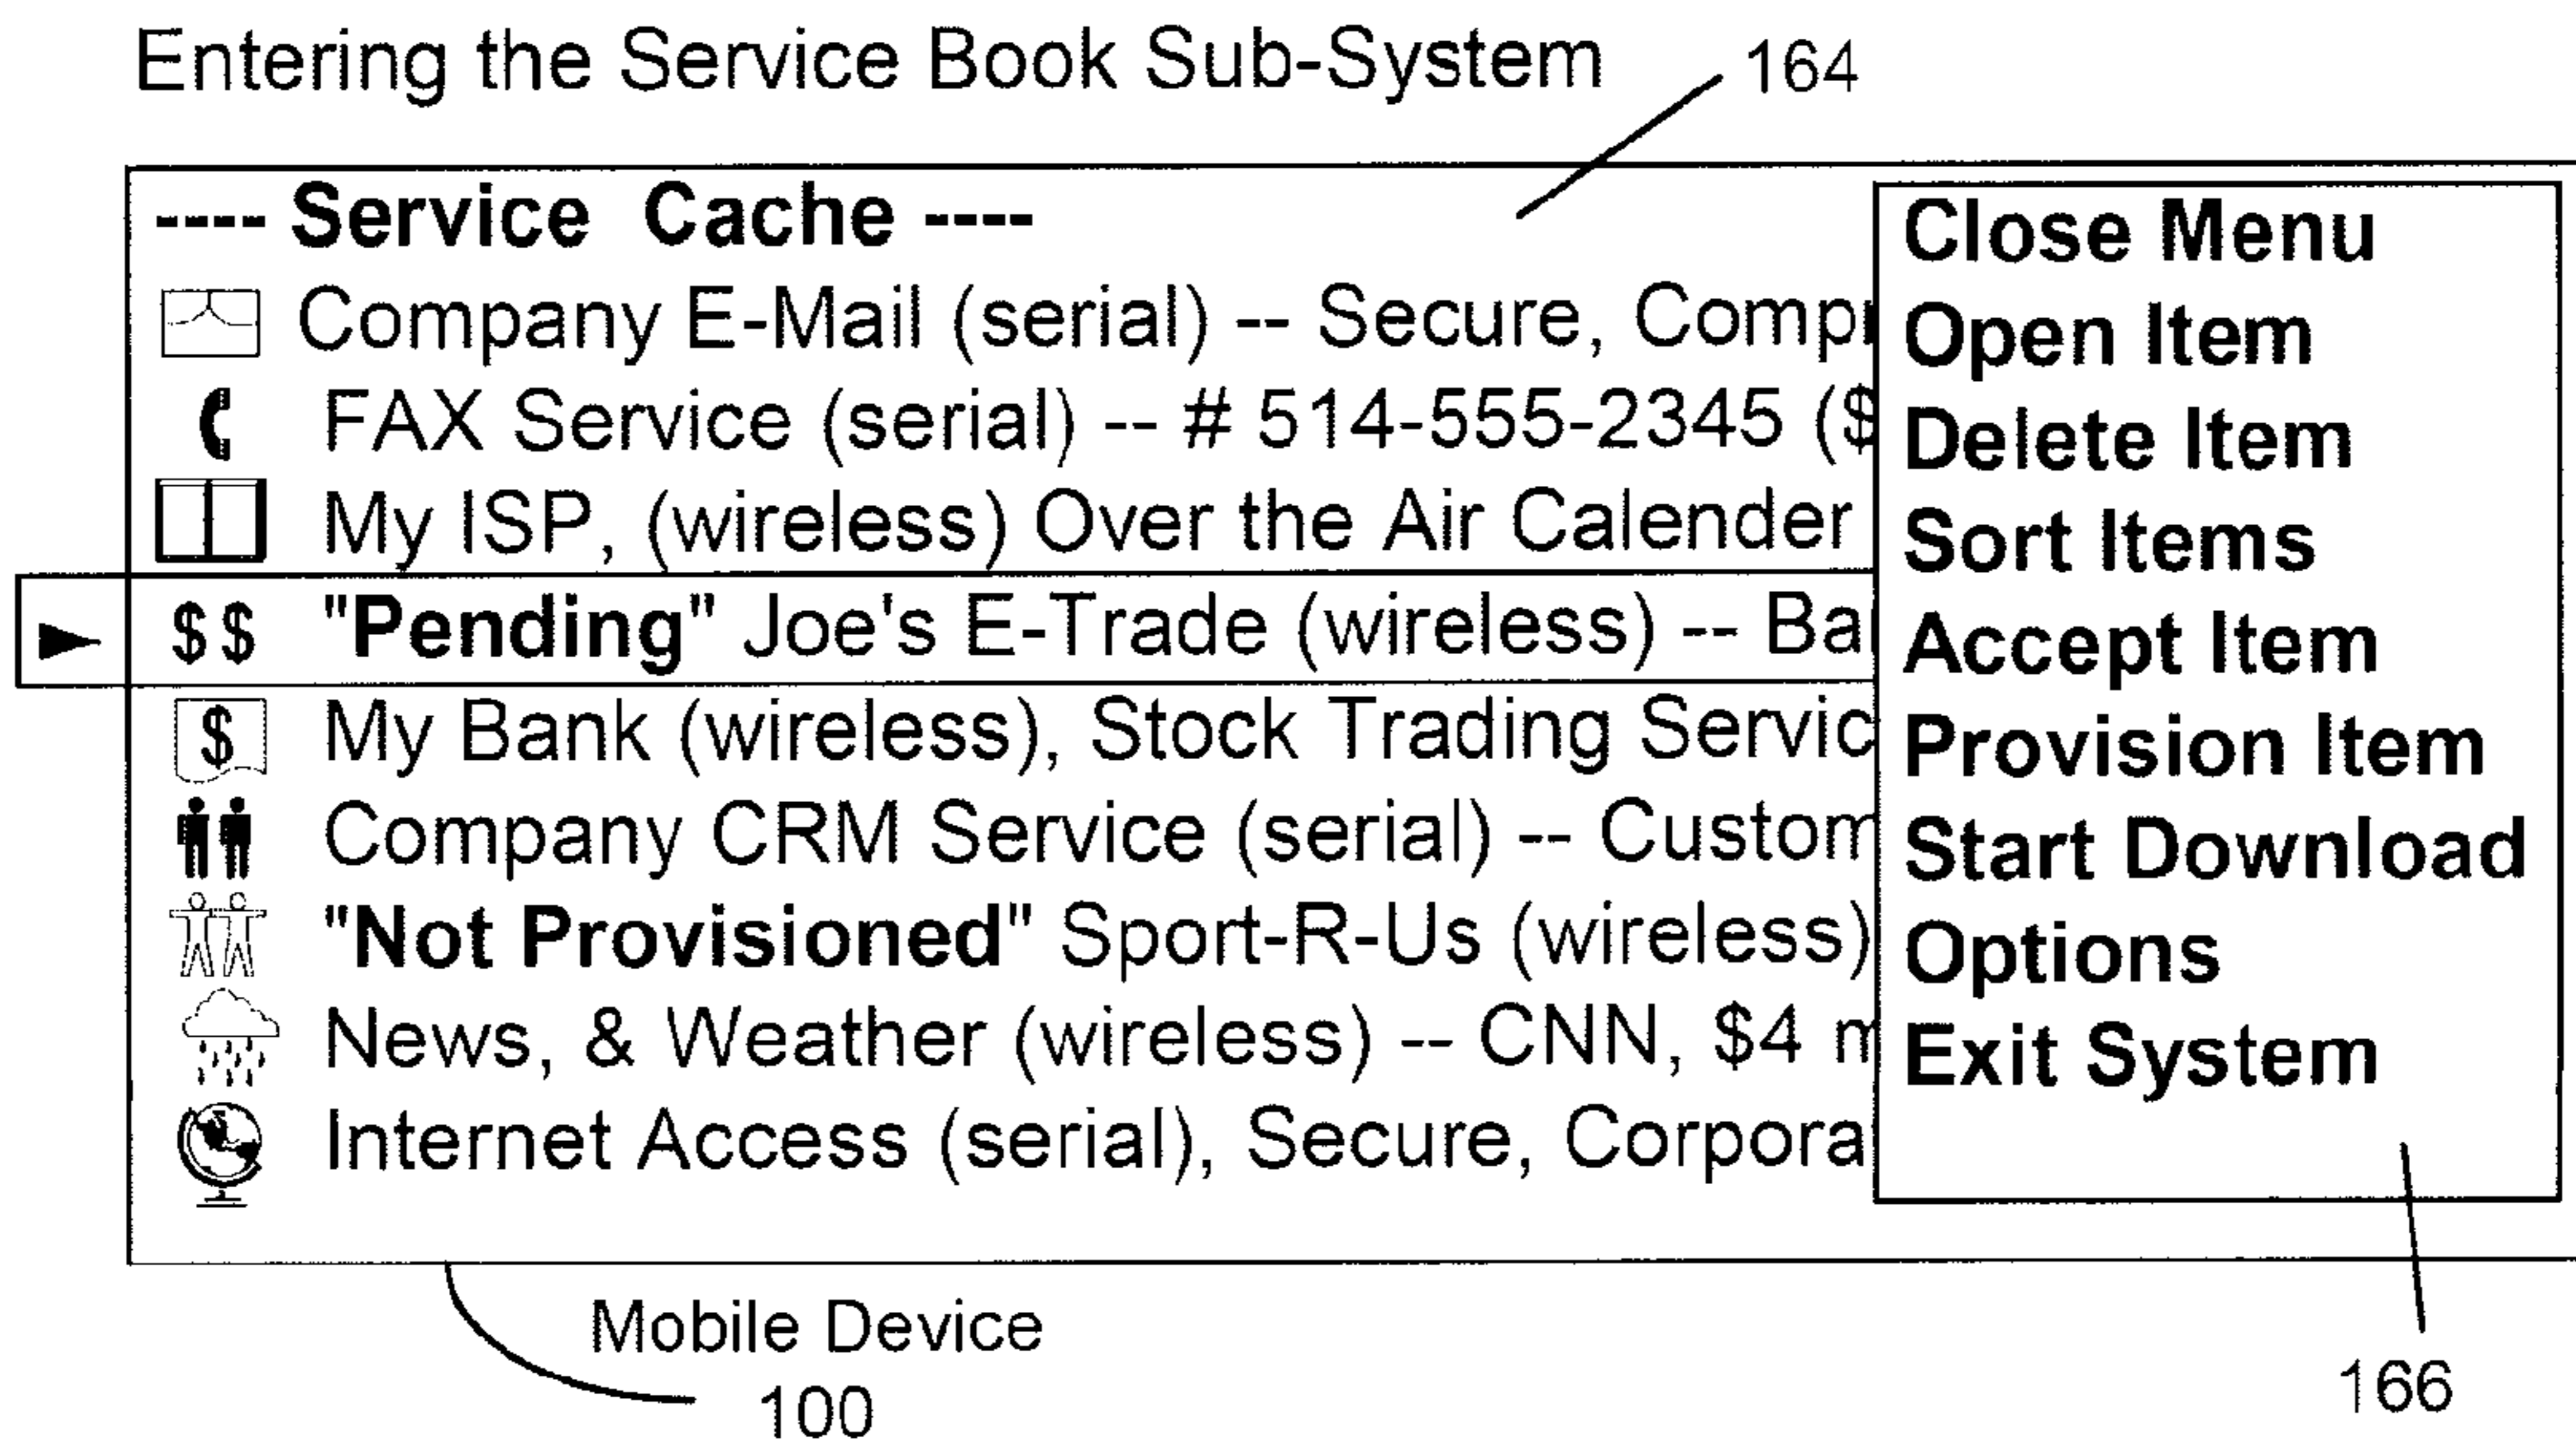 Entering the Service Book Sub-System
164
---- Service Cache ----
Company E-Mail (serial) -- Secure, Comp
FAX Service (serial) -- # 514-555-2345 ($
My ISP, (wireless) Over the Air Calender
$$ "Pending" Joe's E-Trade (wireless) -- Ba
$ My Bank (wireless), Stock Trading Servic
Company CRM Service (serial) -- Custom
"Not Provisioned" Sport-R-Us (wireless)
News, & Weather (wireless) -- CNN, $4 m
Internet Access (serial), Secure, Corpora
Close Menu
Open Item
Delete Item
Sort Items
Accept Item
Provision Item
Start Download
Options
Exit System
Mobile Device
100
166